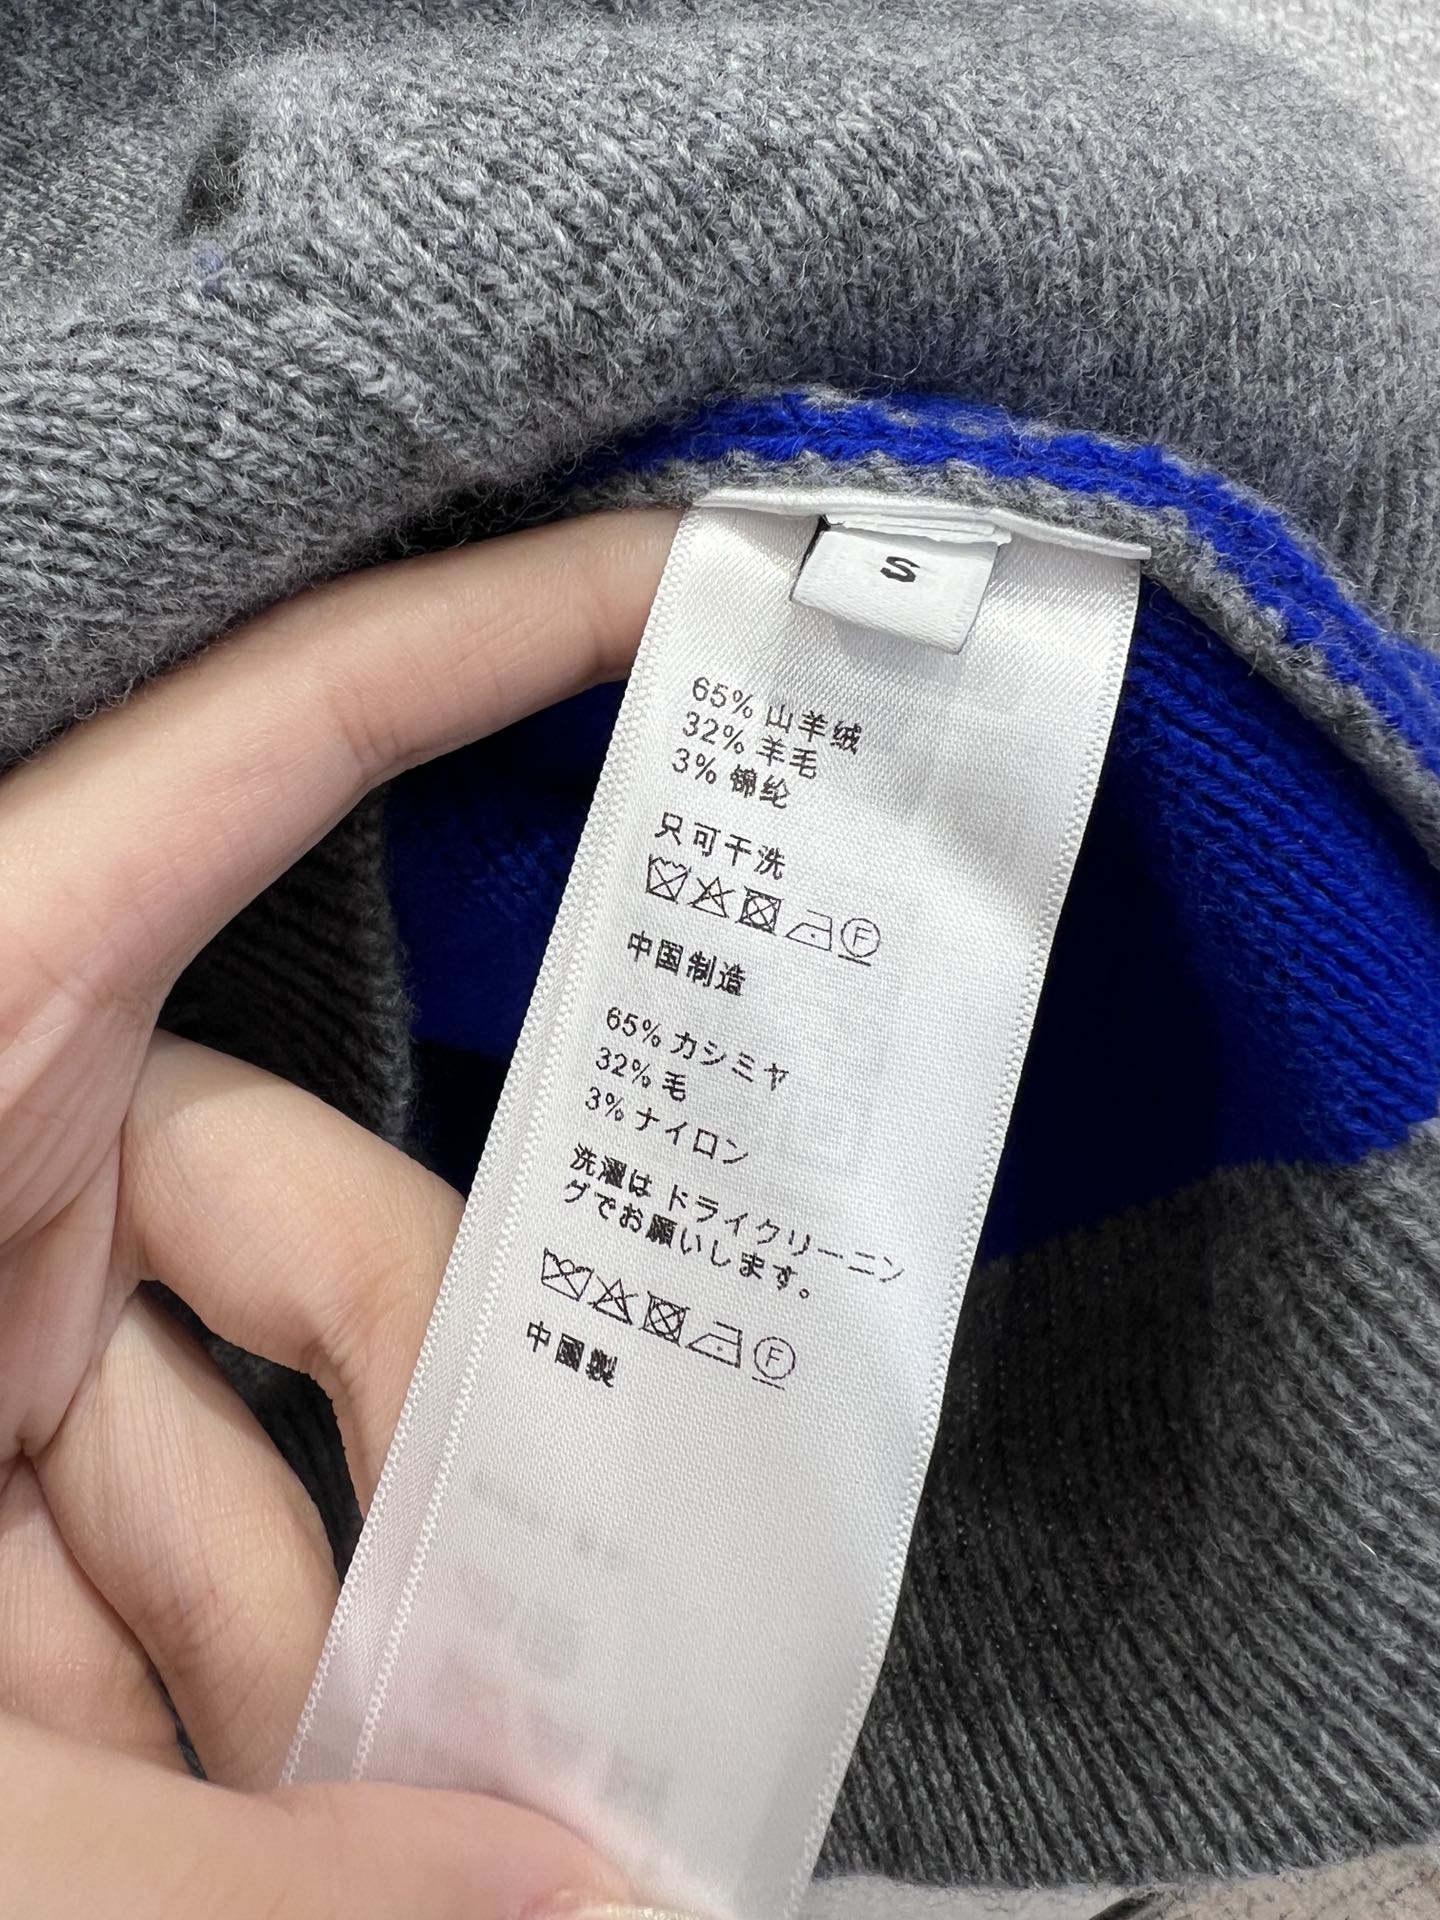 S
65% 山羊绒
32% 羊毛
3% 锦纶
只可干洗
F
中国制造
65% カシミヤ
32% 毛
3% ナイロン
洗濯は ドライクリーニン
グでお願いします。
F
中國製